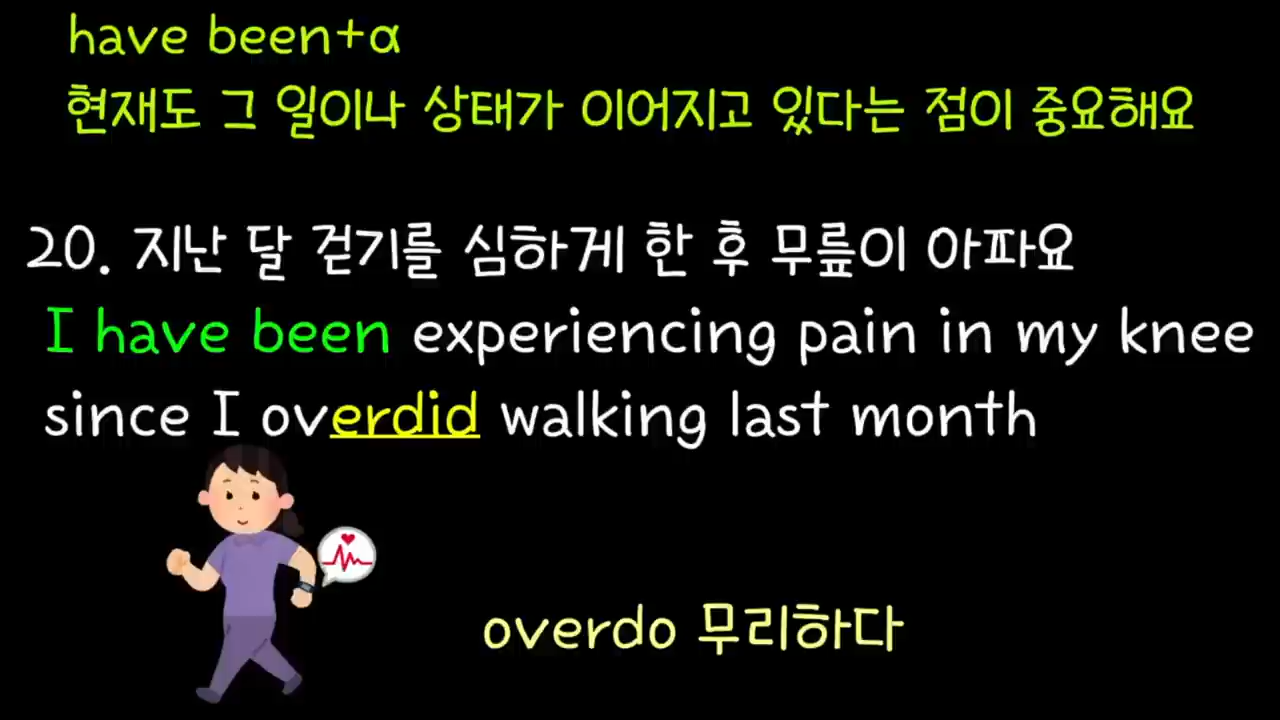 have been+α
현재도 그 일이나 상태가 이어지고 있다는 점이 중요해요
20. 지난 달 걷기를 심하게 한 후 무릎이 아파요
I have been experiencing pain in my knee
since I overdid walking last month
overdo 무리하다